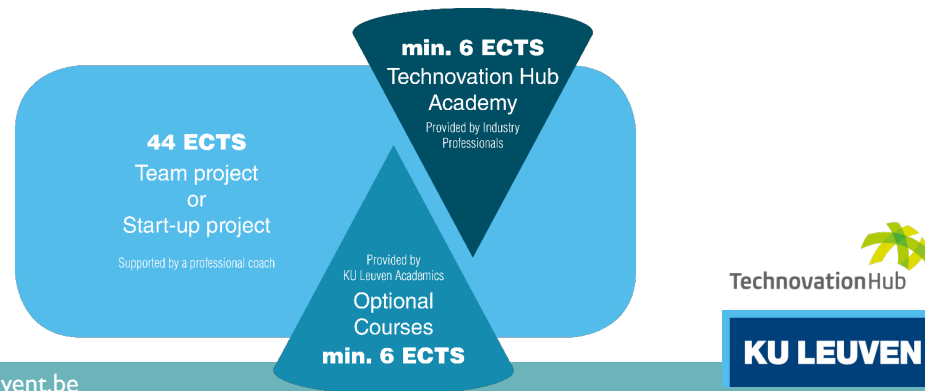 44 ECTS
Team project
or
Start-up project
Supported by a professional coach
min. 6 ECTS
Technovation Hub
Academy
Provided by Industry
Professionals
Provided by
KU Leuven Academics
Optional
Courses
min. 6 ECTS
TechnovationHub
KU LEUVEN
vent.be